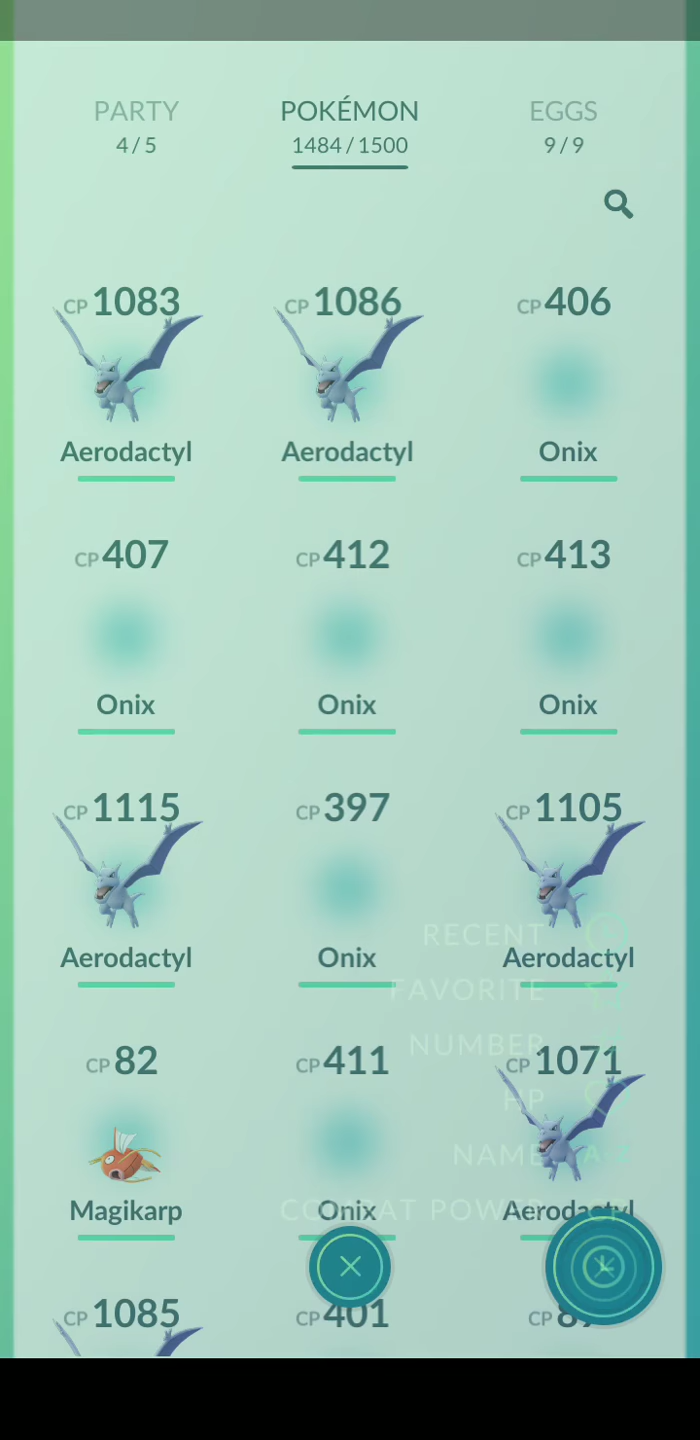 PARTY POKÉMON EGGS
4 / 5 1484 / 1500 9 / 9
CP 1083 CP 1086 CP 406
Aerodactyl Aerodactyl Onix
CP 407 CP 412 CP 413
Onix Onix Onix
CP 1115 CP 397 CP 1105
RECENT
Aerodactyl Onix Aerodactyl
FAVORITE
NUMBER
CP 82 CP 411 CP 1071
HP
NAME
Magikarp Onix Aerodactyl
COMBAT POWER
CP 1085 CP 401 CP